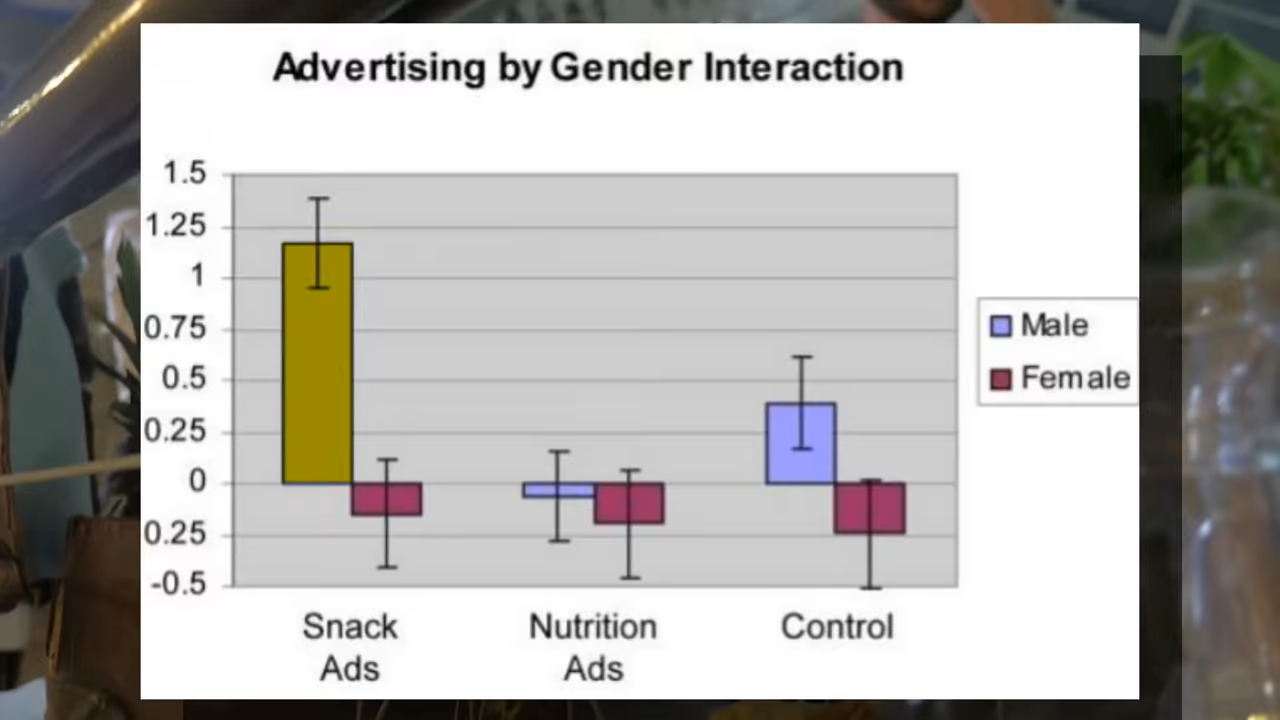 Advertising by Gender Interaction
1.5
1.25
1
0.75
0.5
0.25
0
0.25
-0.5
Snack
Ads
Nutrition
Ads
Control
Male
Female